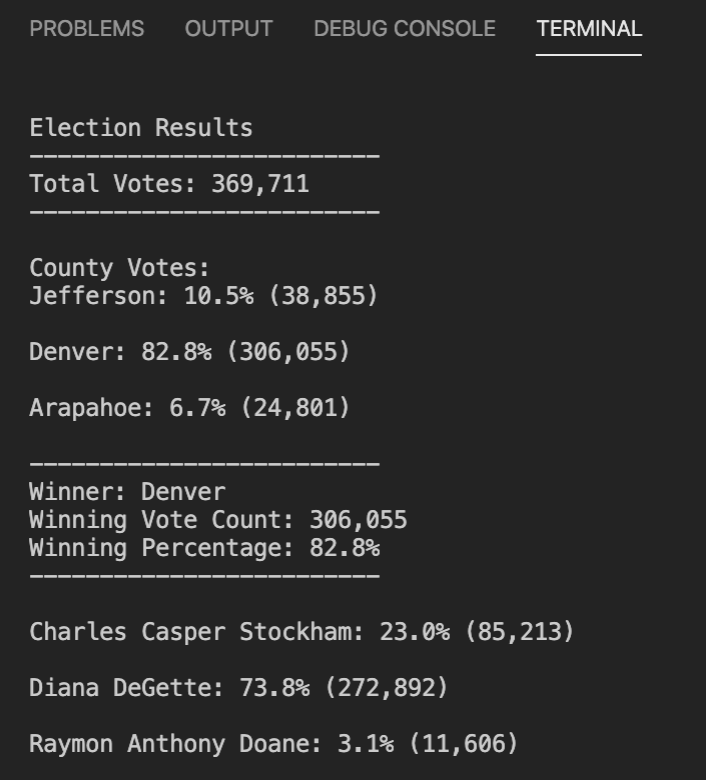 PROBLEMS OUTPUT DEBUG CONSOLE TERMINAL
Election Results
-------------------------
Total Votes: 369,711
-------------------------
County Votes:
Jefferson: 10.5% (38,855)
Denver: 82.8% (306,055)
Arapahoe: 6.7% (24,801)
-------------------------
Winner: Denver
Winning Vote Count: 306,055
Winning Percentage: 82.8%
-------------------------
Charles Casper Stockham: 23.0% (85,213)
Diana DeGette: 73.8% (272,892)
Raymon Anthony Doane: 3.1% (11,606)